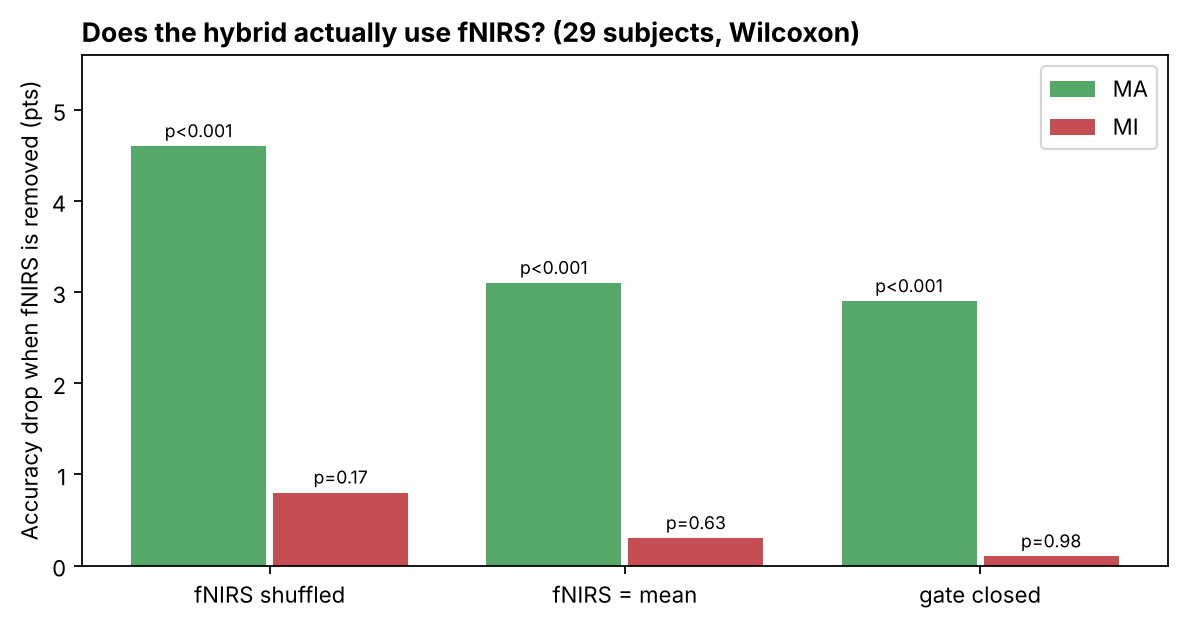 Does the hybrid actually use fNIRS? (29 subjects, Wilcoxon)
Accuracy drop when fNIRS is removed (pts)
5
4
3
2
1
0
MA
MI
p<0.001
p=0.17
p<0.001
p=0.63
p<0.001
p=0.98
fNIRS shuffled
fNIRS = mean
gate closed